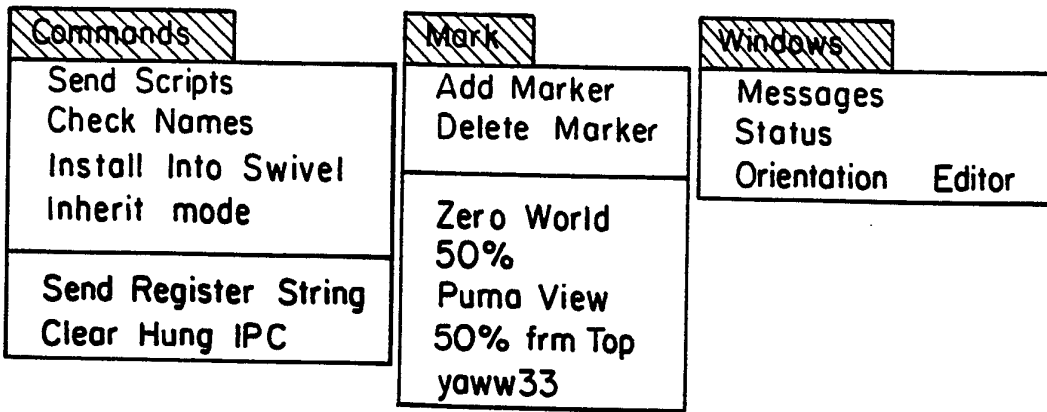 Commands
Send Scripts
Check Names
Install Into Swivel
Inherit mode
Send Register String
Clear Hung IPC
Mark
Add Marker
Delete Marker
Zero World
50%
Puma View
50% frm Top
yaww33
Windows
Messages
Status
Orientation Editor